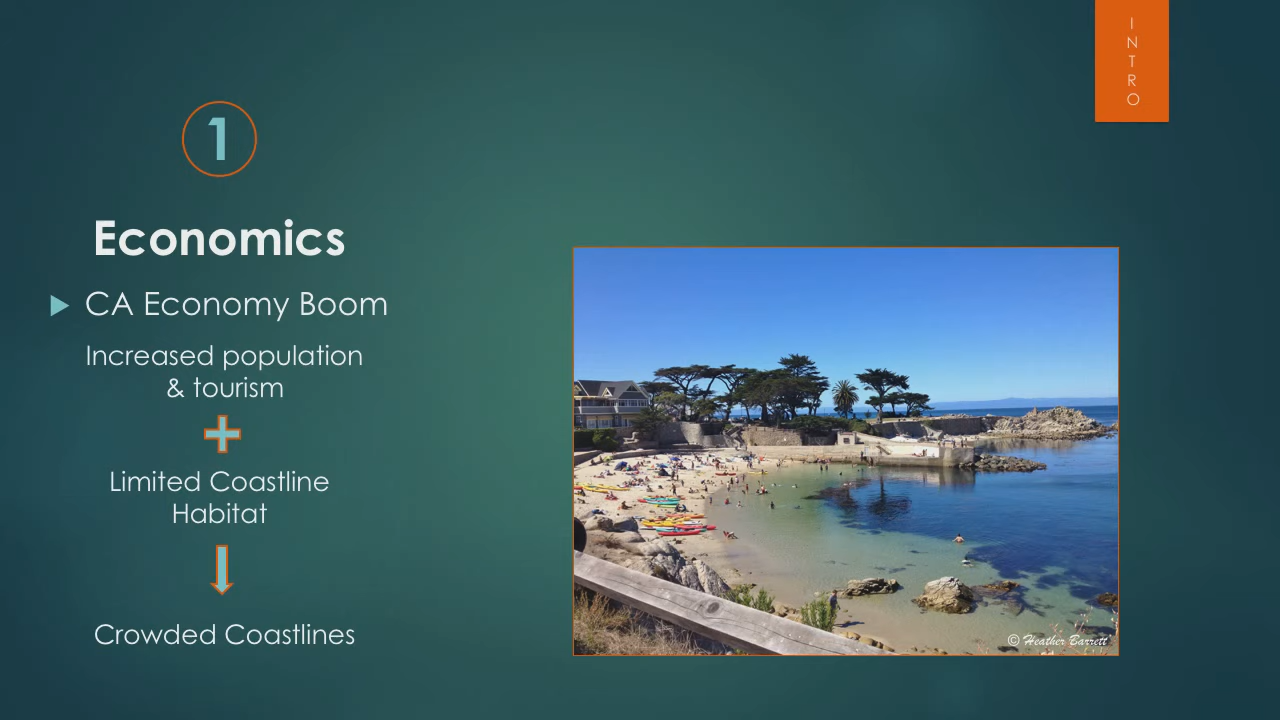 I
N
T
R
O
1
Economics
CA Economy Boom
Increased population
& tourism
Limited Coastline
Habitat
Crowded Coastlines
© Heather Barrett